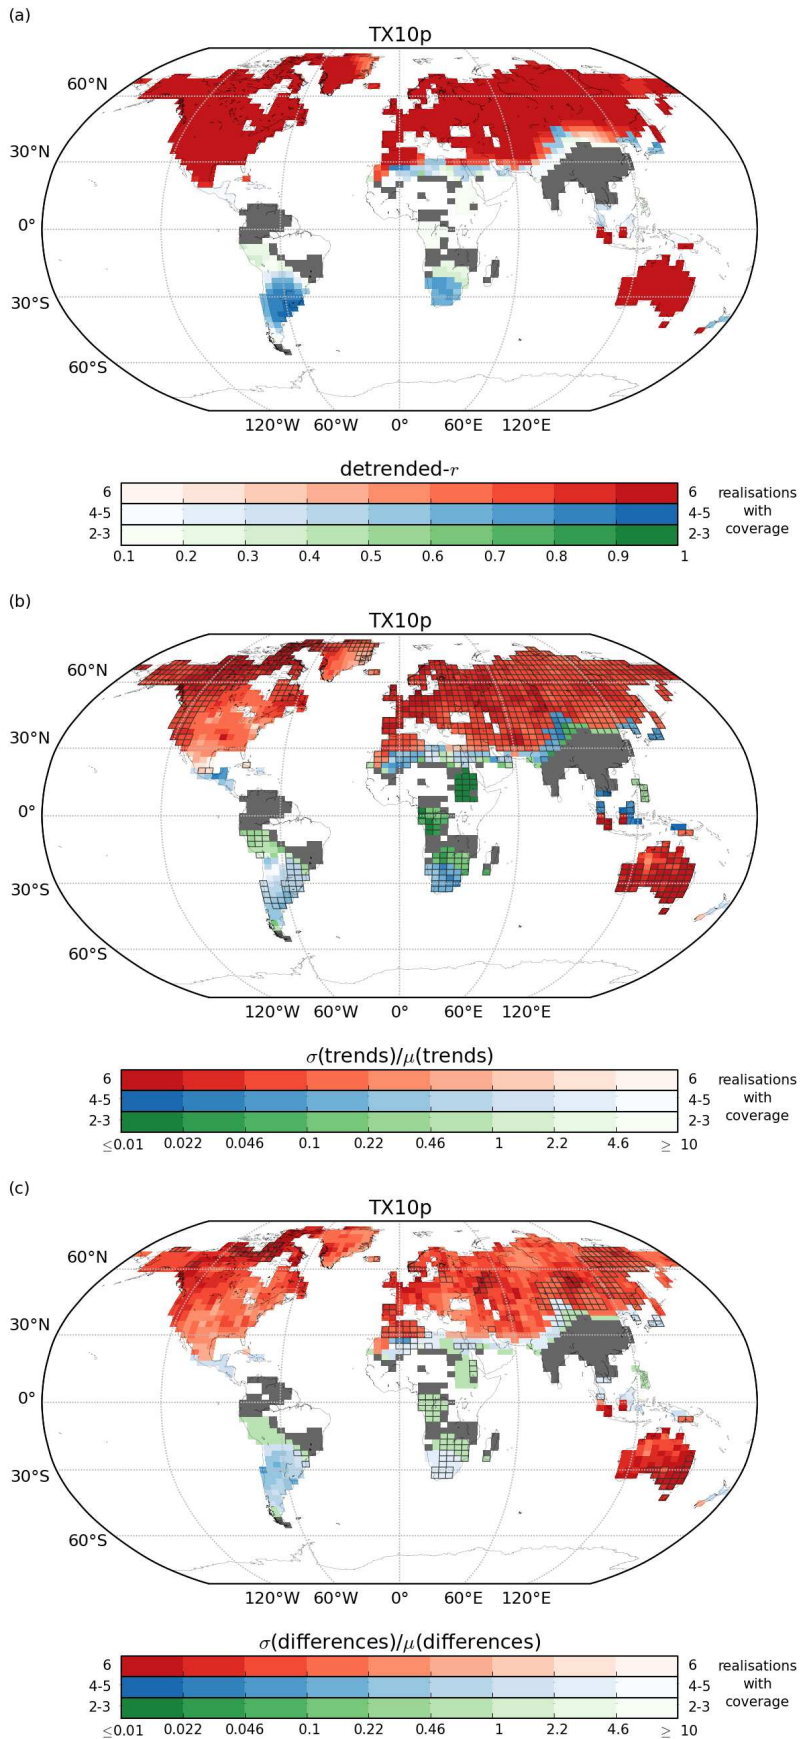 (a)
TX10p
60°N
30°N
0°
30°S
60°S
120°W 60°W 0° 60°E 120°E
detrended-r
6 6 realisations
4-5 4-5 with
2-3 2-3 coverage
0.1 0.2 0.3 0.4 0.5 0.6 0.7 0.8 0.9 1
(b)
TX10p
60°N
30°N
0°
30°S
60°S
120°W 60°W 0° 60°E 120°E
σ(trends)/μ(trends)
6 6 realisations
4-5 4-5 with
2-3 2-3 coverage
≤0.01 0.022 0.046 0.1 0.22 0.46 1 2.2 4.6 ≥ 10
(c)
TX10p
60°N
30°N
0°
30°S
60°S
120°W 60°W 0° 60°E 120°E
σ(differences)/μ(differences)
6 6 realisations
4-5 4-5 with
2-3 2-3 coverage
≤0.01 0.022 0.046 0.1 0.22 0.46 1 2.2 4.6 ≥ 10